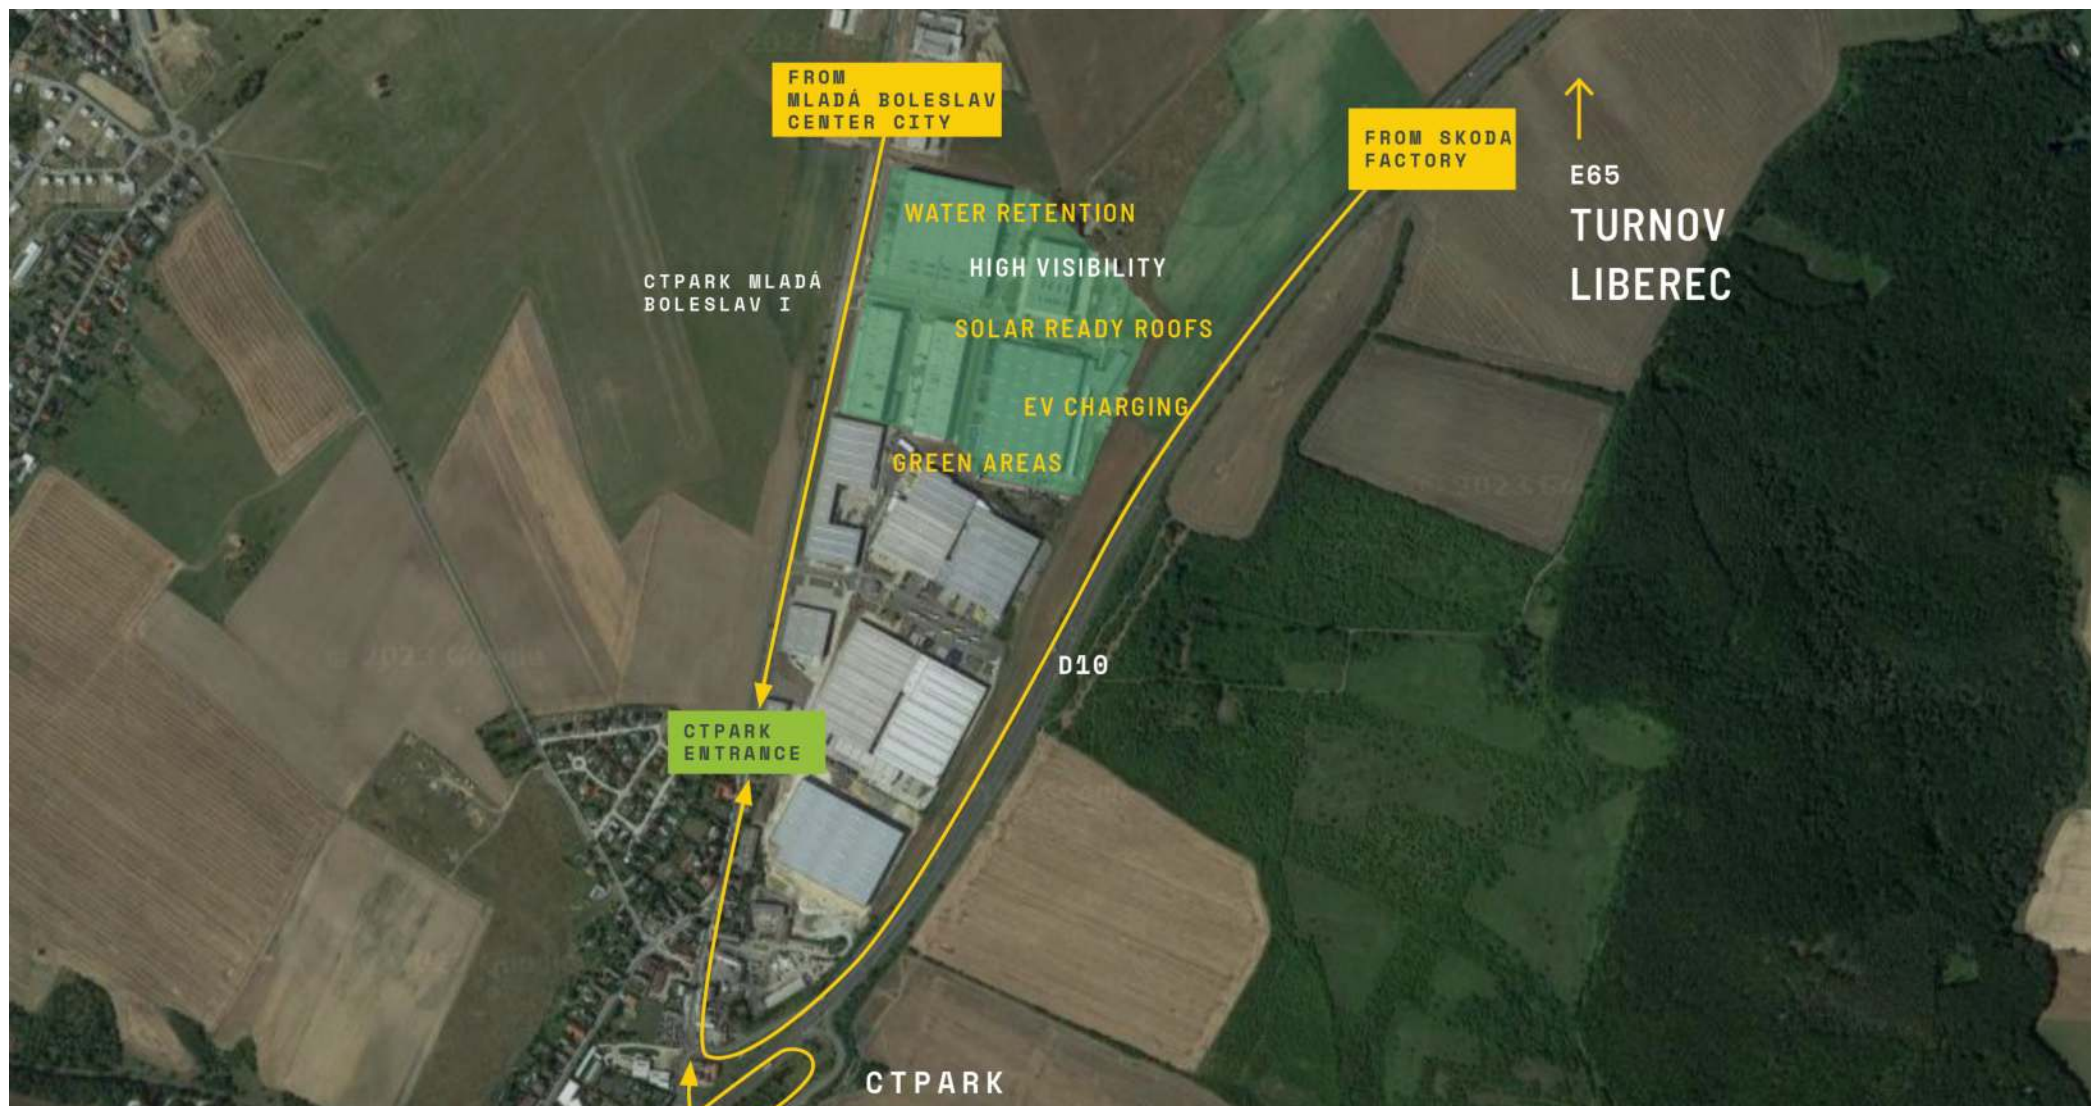 FROM
MLADÁ BOLESLAV
CENTER CITY
FROM SKODA
FACTORY
E65
TURNOV
LIBEREC
WATER RETENTION
HIGH VISIBILITY
CTPARK MLADÁ
BOLESLAV I
SOLAR READY ROOFS
EV CHARGING
GREEN AREAS
D10
CTPARK
ENTRANCE
CTPARK